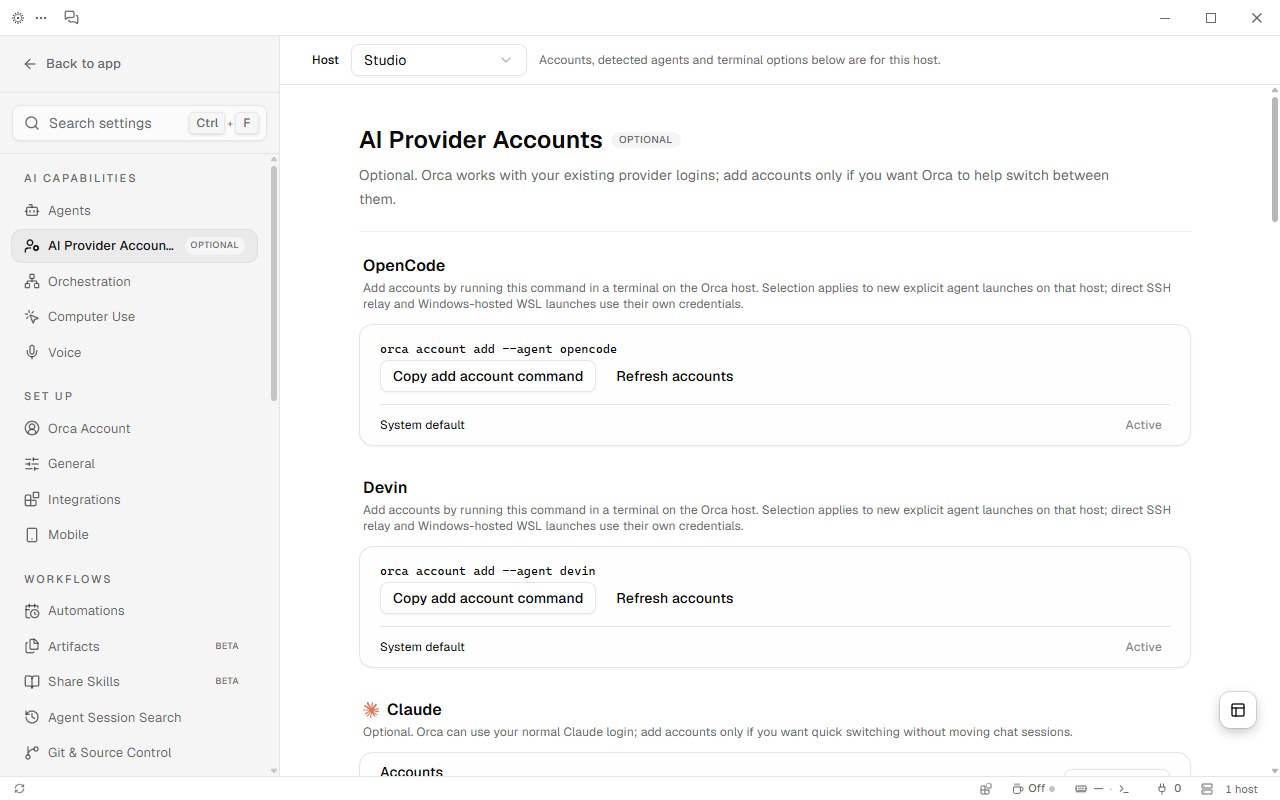 Back to app
Host
Studio
Accounts, detected agents and terminal options below are for this host.
Search settings
Ctrl + F
AI CAPABILITIES
Agents
AI Provider Accoun... OPTIONAL
Orchestration
Computer Use
Voice
SET UP
Orca Account
General
Integrations
Mobile
WORKFLOWS
Automations
Artifacts BETA
Share Skills BETA
Agent Session Search
Git & Source Control
AI Provider Accounts OPTIONAL
Optional. Orca works with your existing provider logins; add accounts only if you want Orca to help switch between
them.
OpenCode
Add accounts by running this command in a terminal on the Orca host. Selection applies to new explicit agent launches on that host; direct SSH
relay and Windows-hosted WSL launches use their own credentials.
orca account add --agent opencode
Copy add account command Refresh accounts
System default Active
Devin
Add accounts by running this command in a terminal on the Orca host. Selection applies to new explicit agent launches on that host; direct SSH
relay and Windows-hosted WSL launches use their own credentials.
orca account add --agent devin
Copy add account command Refresh accounts
System default Active
Claude
Optional. Orca can use your normal Claude login; add accounts only if you want quick switching without moving chat sessions.
Accounts
Off — · 0 1 host